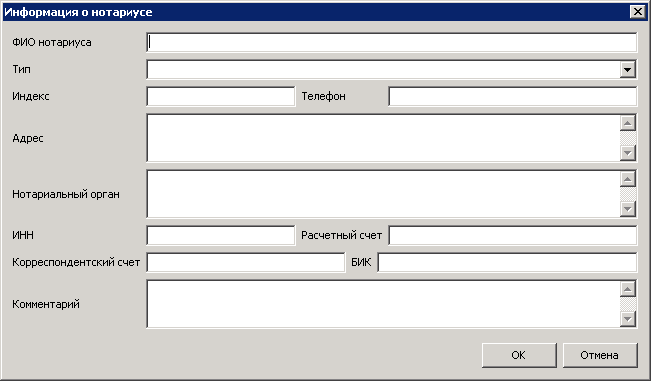 Информация о нотариусе
ФИО нотариуса
Тип
Индекс Телефон
Адрес
Нотариальный орган
ИНН Расчетный счет
Корреспондентский счет БИК
Комментарий
OK Отмена